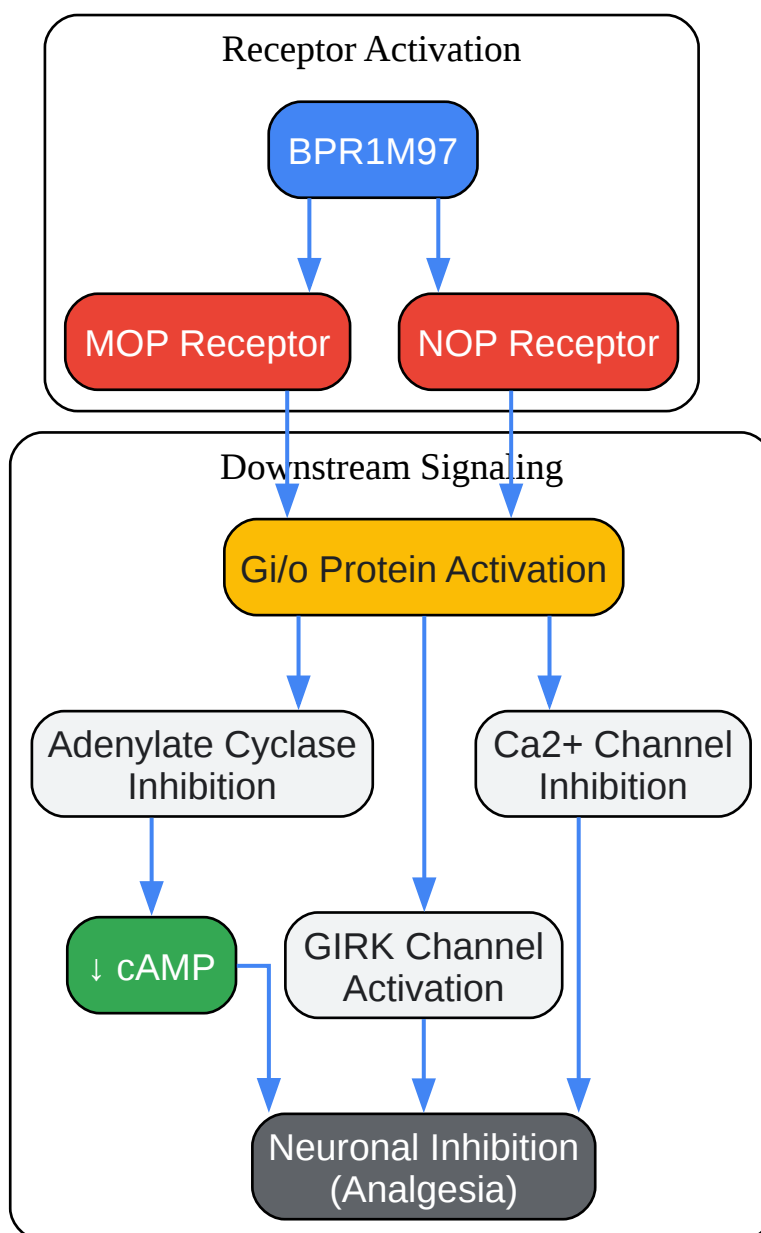 Receptor Activation
BPR1M97
MOP Receptor
NOP Receptor
Downstream Signaling
Gi/o Protein Activation
Adenylate Cyclase
Inhibition
Ca2+ Channel
Inhibition
↓ cAMP
GIRK Channel
Activation
Neuronal Inhibition
(Analgesia)